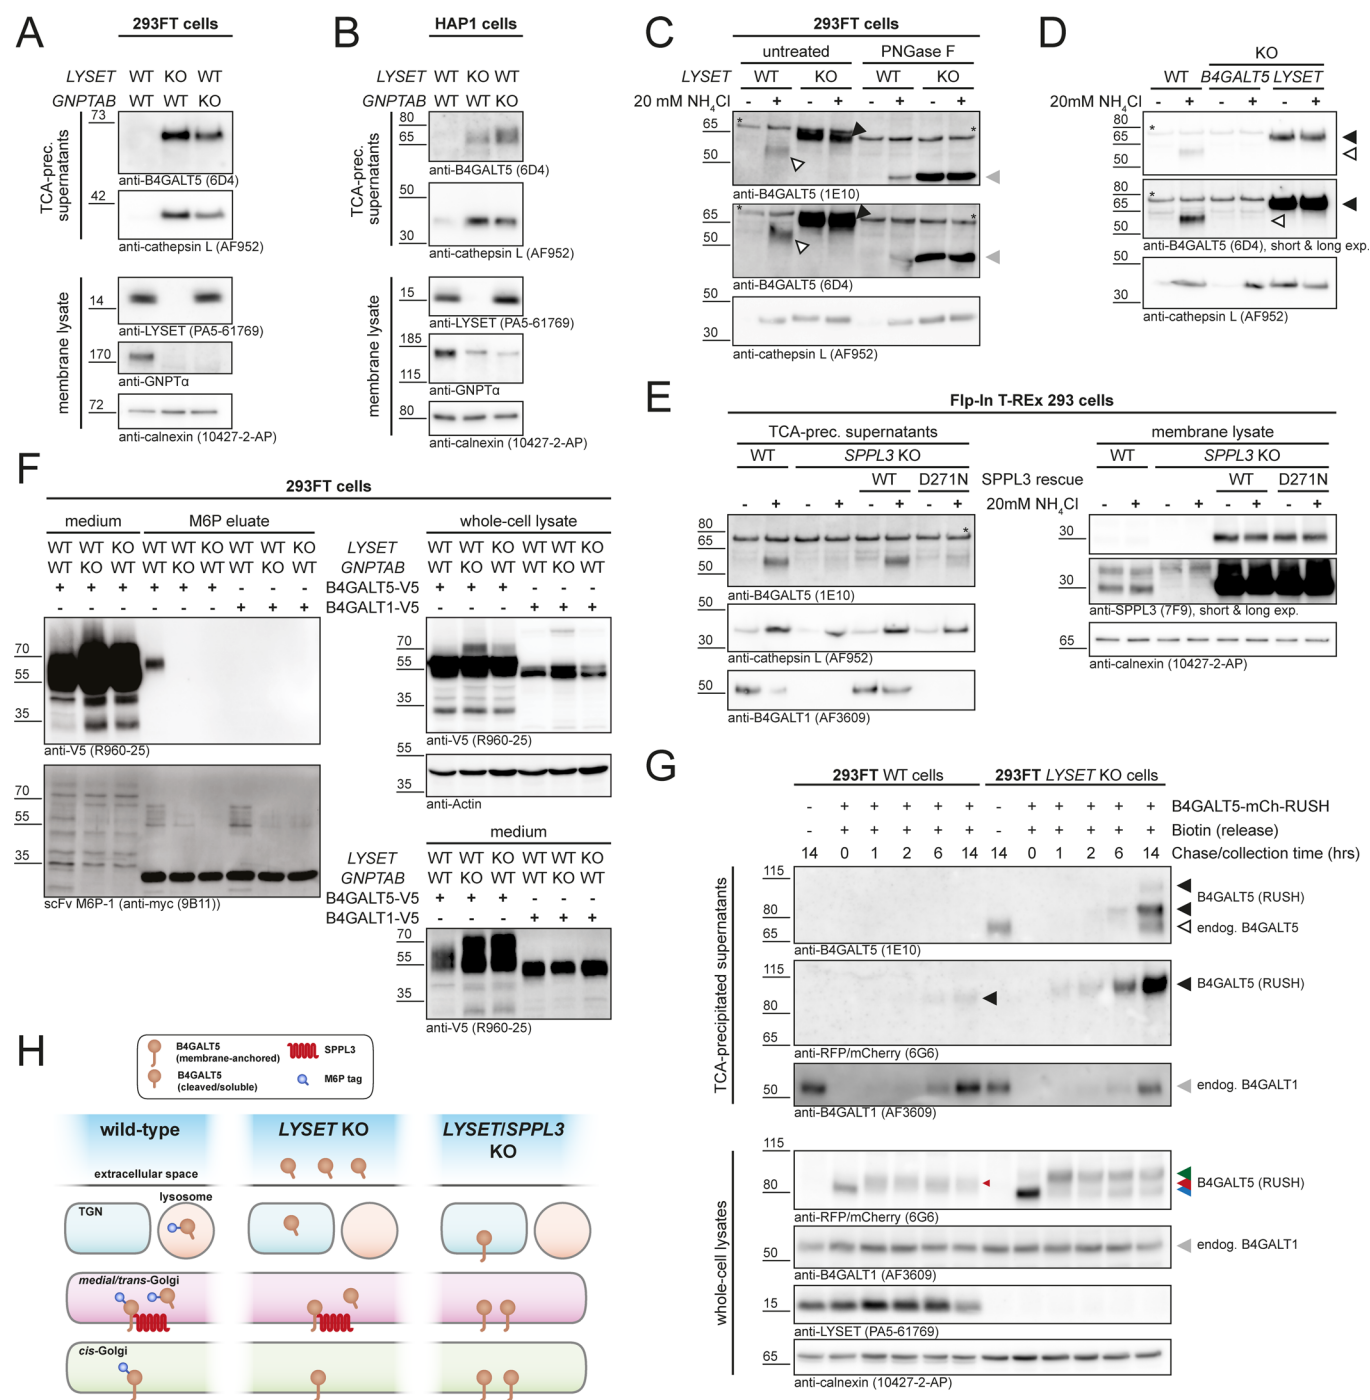 A
293FT cells
LYSET WT KO WT
GNPTAB WT WT KO
TCA-prec. supernatants
73
anti-B4GALT5 (6D4)
42
anti-cathepsin L (AF952)
membrane lysate
14
anti-LYSET (PA5-61769)
170
anti-GNPTα
72
anti-calnexin (10427-2-AP)
B
HAP1 cells
LYSET WT KO WT
GNPTAB WT WT KO
TCA-prec. supernatants
80
65
anti-B4GALT5 (6D4)
50
30
anti-cathepsin L (AF952)
membrane lysate
15
anti-LYSET (PA5-61769)
185
115
anti-GNPTα
80
anti-calnexin (10427-2-AP)
C
293FT cells
untreated PNGase F
LYSET WT KO WT KO
20 mM NH4Cl - + - + - + - +
65
50
* *
anti-B4GALT5 (1E10)
65
50
* *
anti-B4GALT5 (6D4)
50
30
anti-cathepsin L (AF952)
D
KO
WT B4GALT5 LYSET
20mM NH4Cl - + - + - +
80
65
50
*
80
65
50
*
anti-B4GALT5 (6D4), short & long exp.
50
30
anti-cathepsin L (AF952)
E
Flp-In T-REx 293 cells
TCA-prec. supernatants membrane lysate
WT SPPL3 KO WT SPPL3 KO
WT D271N SPPL3 rescue WT D271N
- + - + - + - + 20mM NH4Cl - + - + - + - +
80
65
50
*
anti-B4GALT5 (1E10)
50
30
anti-cathepsin L (AF952)
50
anti-B4GALT1 (AF3609)
30
30
anti-SPPL3 (7F9), short & long exp.
65
anti-calnexin (10427-2-AP)
F
293FT cells
medium M6P eluate whole-cell lysate
WT WT KO WT WT KO WT WT KO LYSET WT WT KO WT WT KO
WT KO WT WT KO WT WT KO WT GNPTAB WT KO WT WT KO WT
+ + + + + + - - - B4GALT5-V5 + + + - - -
- - - - - - + + + B4GALT1-V5 - - - + + +
70
55
35
anti-V5 (R960-25)
70
55
35
scFv M6P-1 (anti-myc (9B11))
70
55
35
anti-V5 (R960-25)
55
35
anti-Actin
medium
LYSET WT WT KO WT WT KO
GNPTAB WT KO WT WT KO WT
B4GALT5-V5 + + + - - -
B4GALT1-V5 - - - + + +
70
55
35
anti-V5 (R960-25)
G
293FT WT cells 293FT LYSET KO cells
- + + + + + - + + + + + B4GALT5-mCh-RUSH
- + + + + + - + + + + + Biotin (release)
14 0 1 2 6 14 14 0 1 2 6 14 Chase/collection time (hrs)
TCA-precipitated supernatants
115
80
65
B4GALT5 (RUSH)
endog. B4GALT5
anti-B4GALT5 (1E10)
115
80
65
B4GALT5 (RUSH)
anti-RFP/mCherry (6G6)
50
endog. B4GALT1
anti-B4GALT1 (AF3609)
whole-cell lysates
115
80
B4GALT5 (RUSH)
anti-RFP/mCherry (6G6)
50
endog. B4GALT1
anti-B4GALT1 (AF3609)
15
anti-LYSET (PA5-61769)
65
anti-calnexin (10427-2-AP)
H
B4GALT5 (membrane-anchored)
SPPL3
B4GALT5 (cleaved/soluble)
M6P tag
wild-type LYSET KO LYSET/SPPL3 KO
extracellular space
lysosome
TGN
medial/trans-Golgi
cis-Golgi